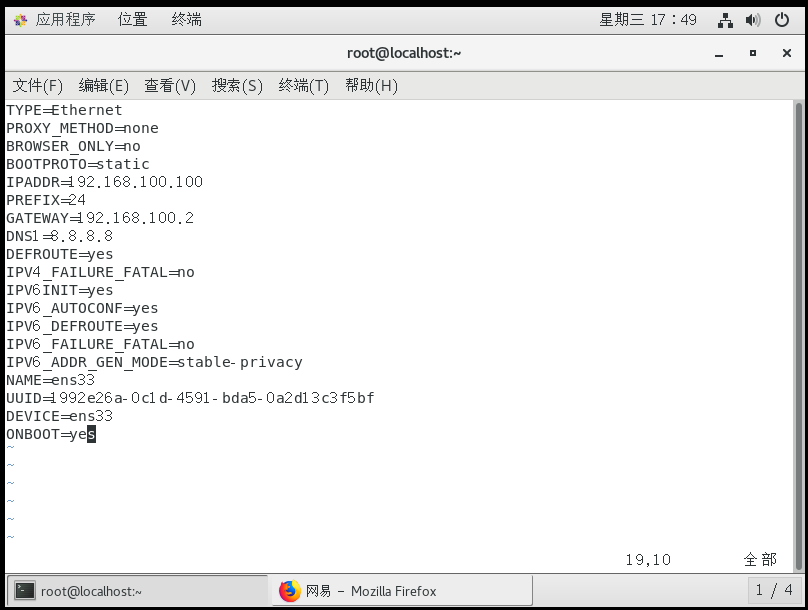 应用程序 位置 终端 星期三 17：49
root@localhost:~
文件(F) 编辑(E) 查看(V) 搜索(S) 终端(T) 帮助(H)
TYPE=Ethernet
PROXY_METHOD=none
BROWSER_ONLY=no
BOOTPROTO=static
IPADDR=192.168.100.100
PREFIX=24
GATEWAY=192.168.100.2
DNS1=8.8.8.8
DEFROUTE=yes
IPV4_FAILURE_FATAL=no
IPV6INIT=yes
IPV6_AUTOCONF=yes
IPV6_DEFROUTE=yes
IPV6_FAILURE_FATAL=no
IPV6_ADDR_GEN_MODE=stable-privacy
NAME=ens33
UUID=1992e26a-0c1d-4591-bda5-0a2d13c3f5bf
DEVICE=ens33
ONBOOT=yes
~
~
~
~
~
~
19,10 全部
root@localhost:~ 网易 – Mozilla Firefox 1 / 4